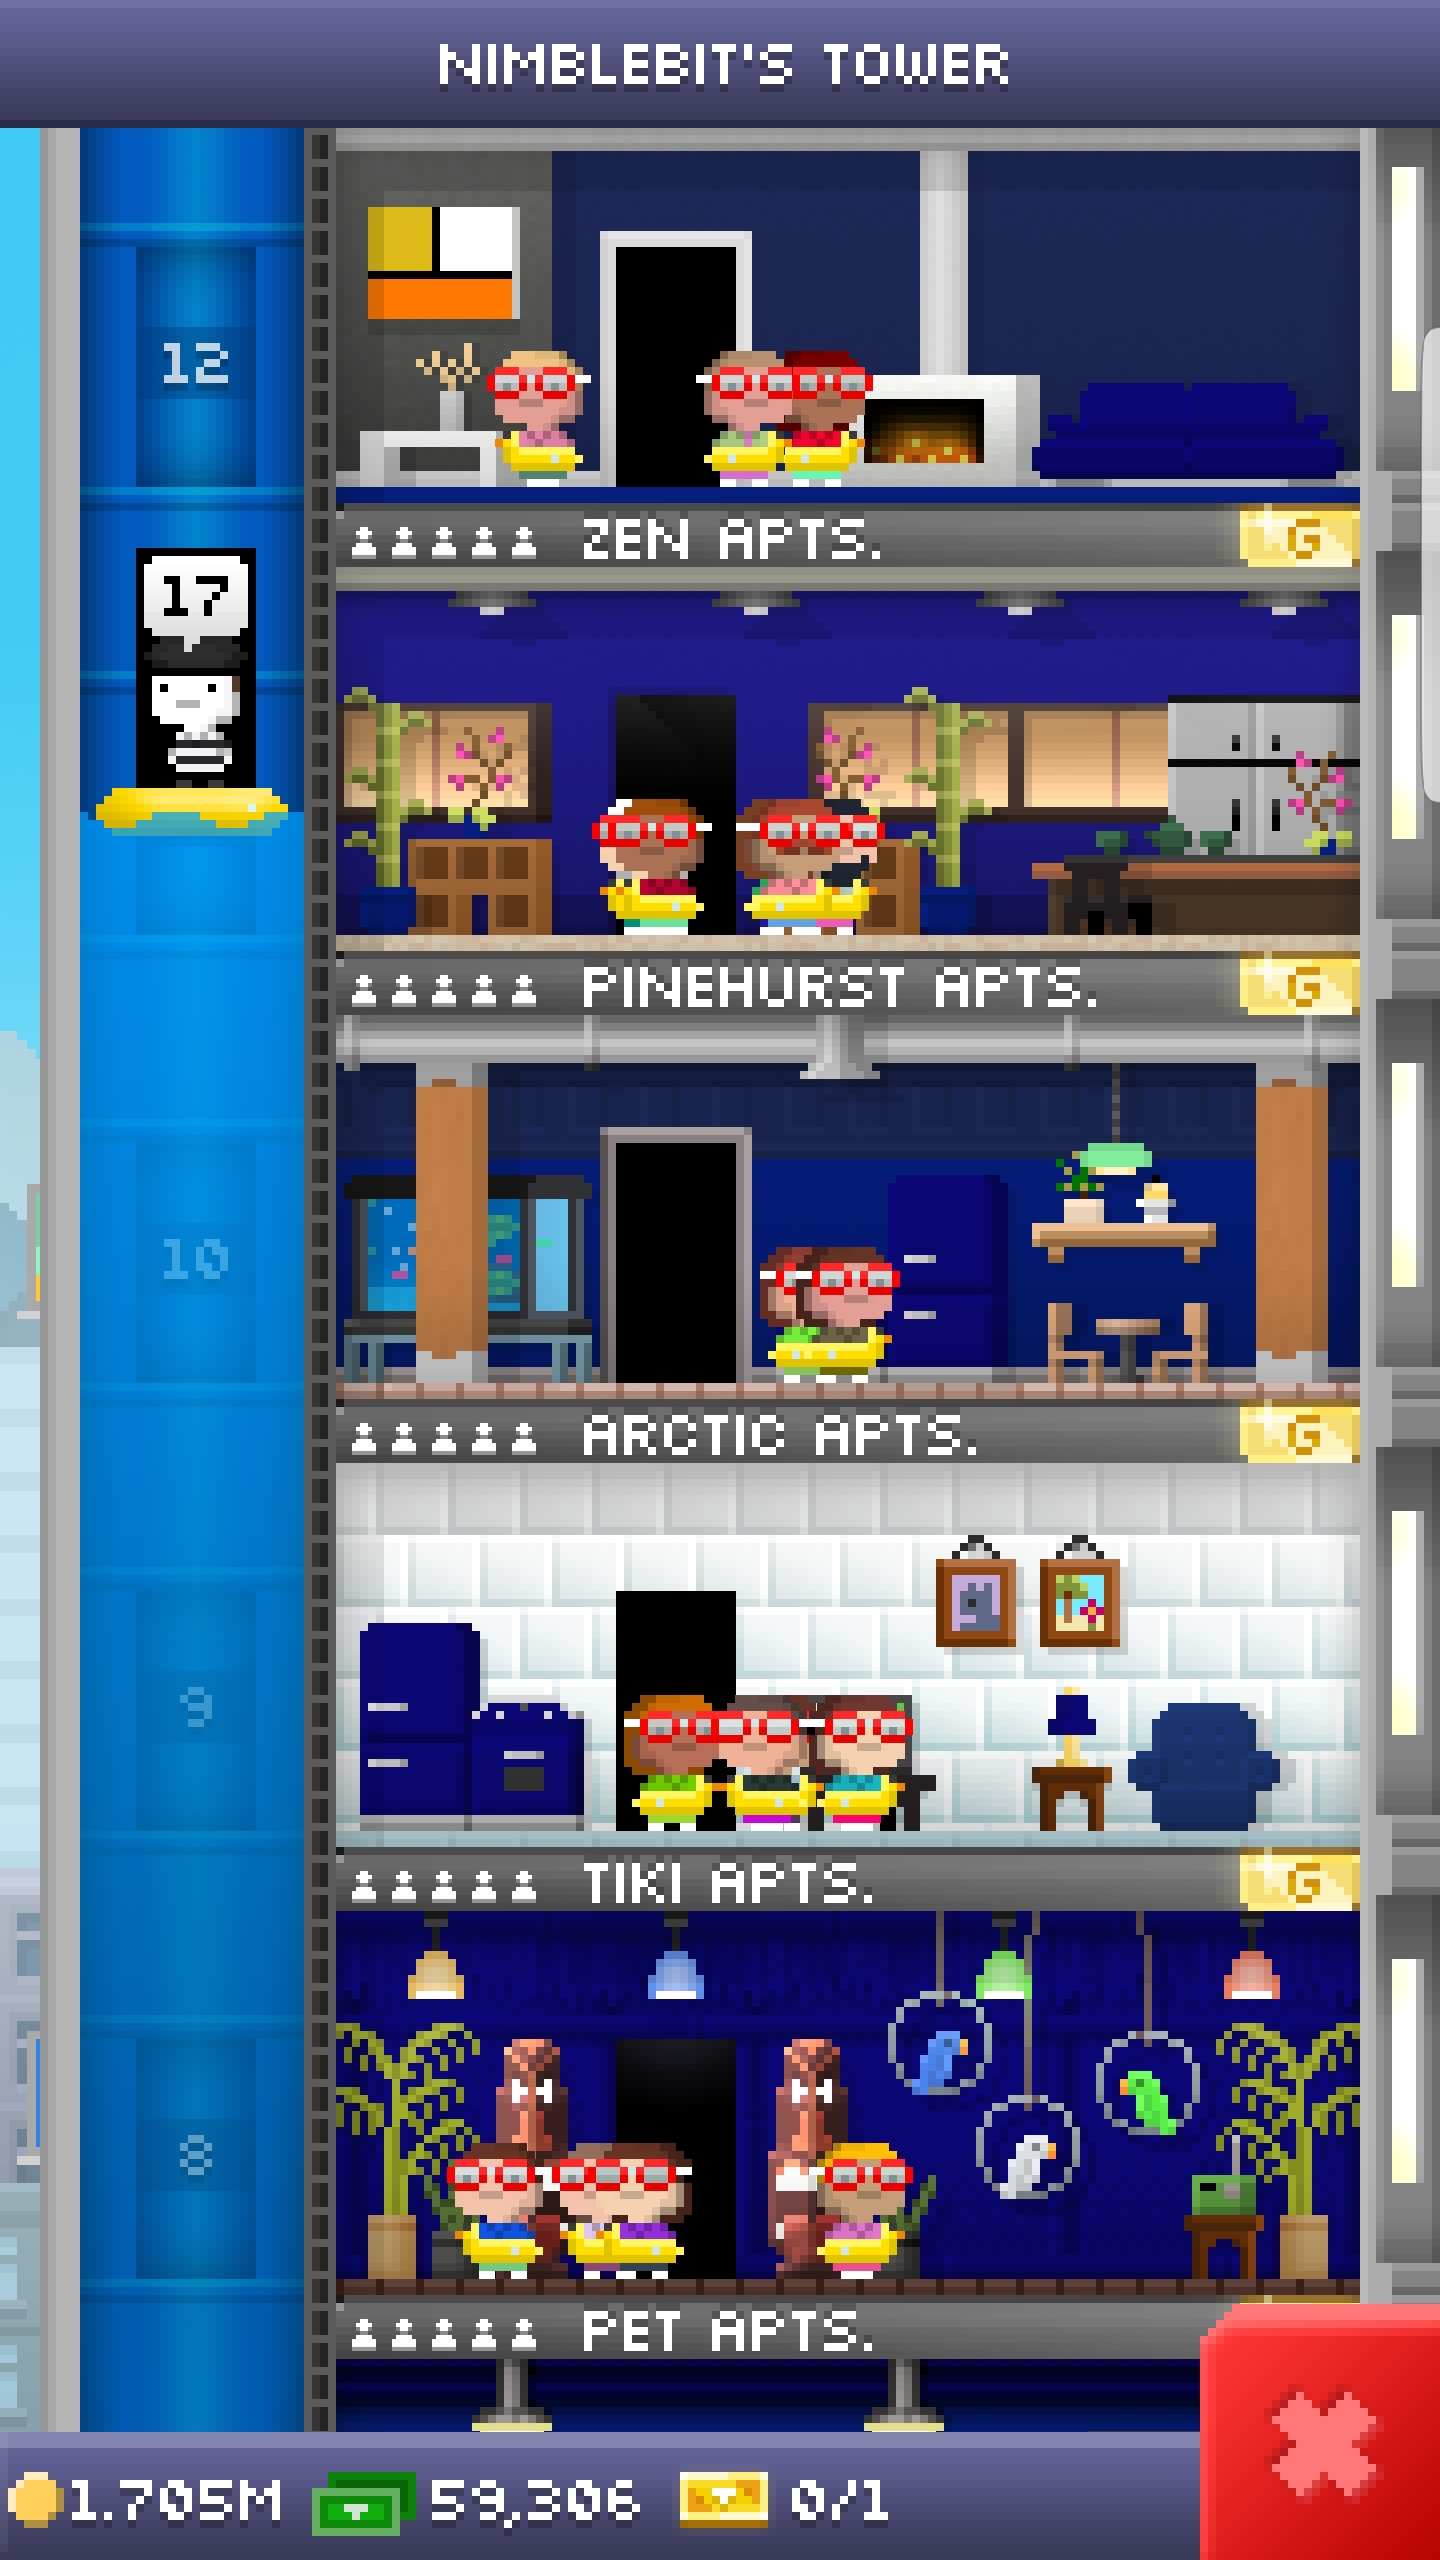 NIMBLEBIT'S TOWER
12
ZEN APTS. G
17
PINEHURST APTS. G
10
ARCTIC APTS. G
9
TIKI APTS. G
8
PET APTS.
1.705M 59,306 0/1